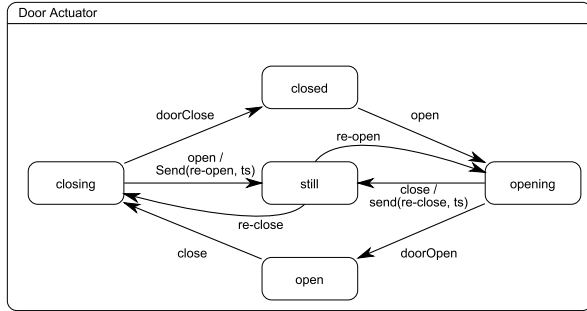 Door Actuator
closed
doorClose
open
re-open
open /
Send(re-open, ts)
closing
still
close /
send(re-close, ts)
opening
re-close
close
doorOpen
open